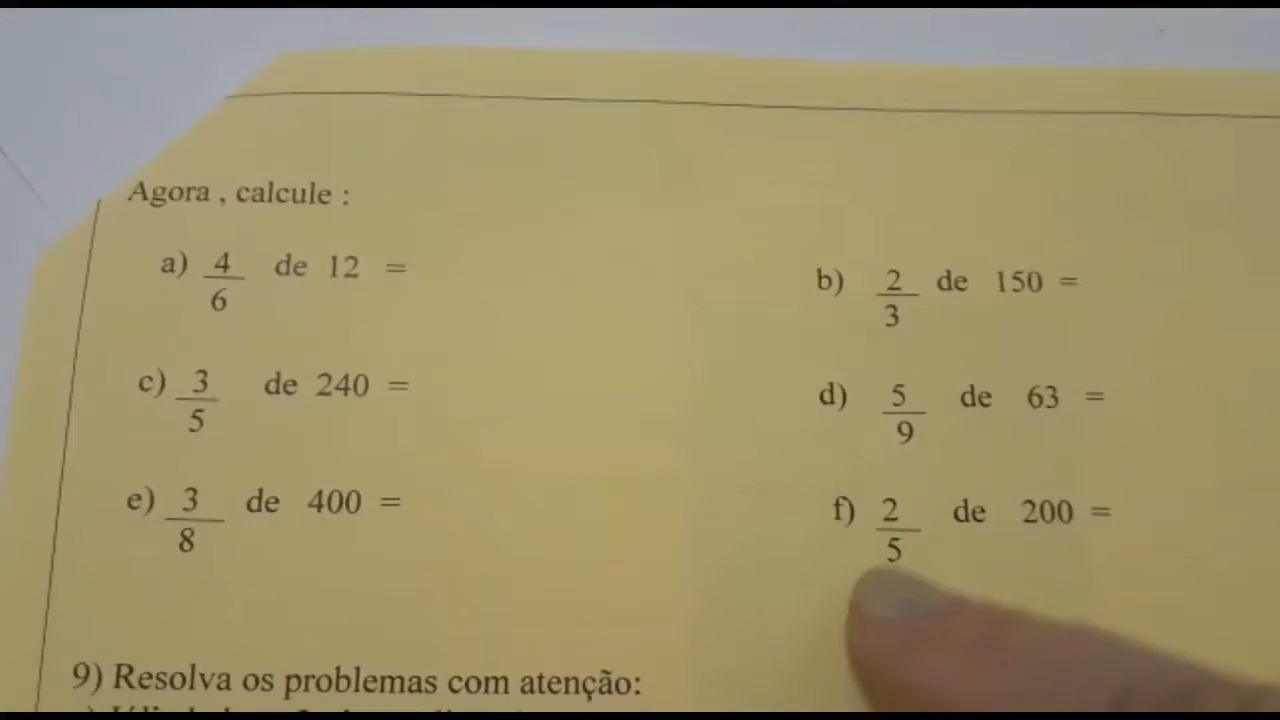 Agora , calcule :
a) 4/6 de 12 =
b) 2/3 de 150 =
c) 3/5 de 240 =
d) 5/9 de 63 =
e) 3/8 de 400 =
f) 2/5 de 200 =
9) Resolva os problemas com atenção: